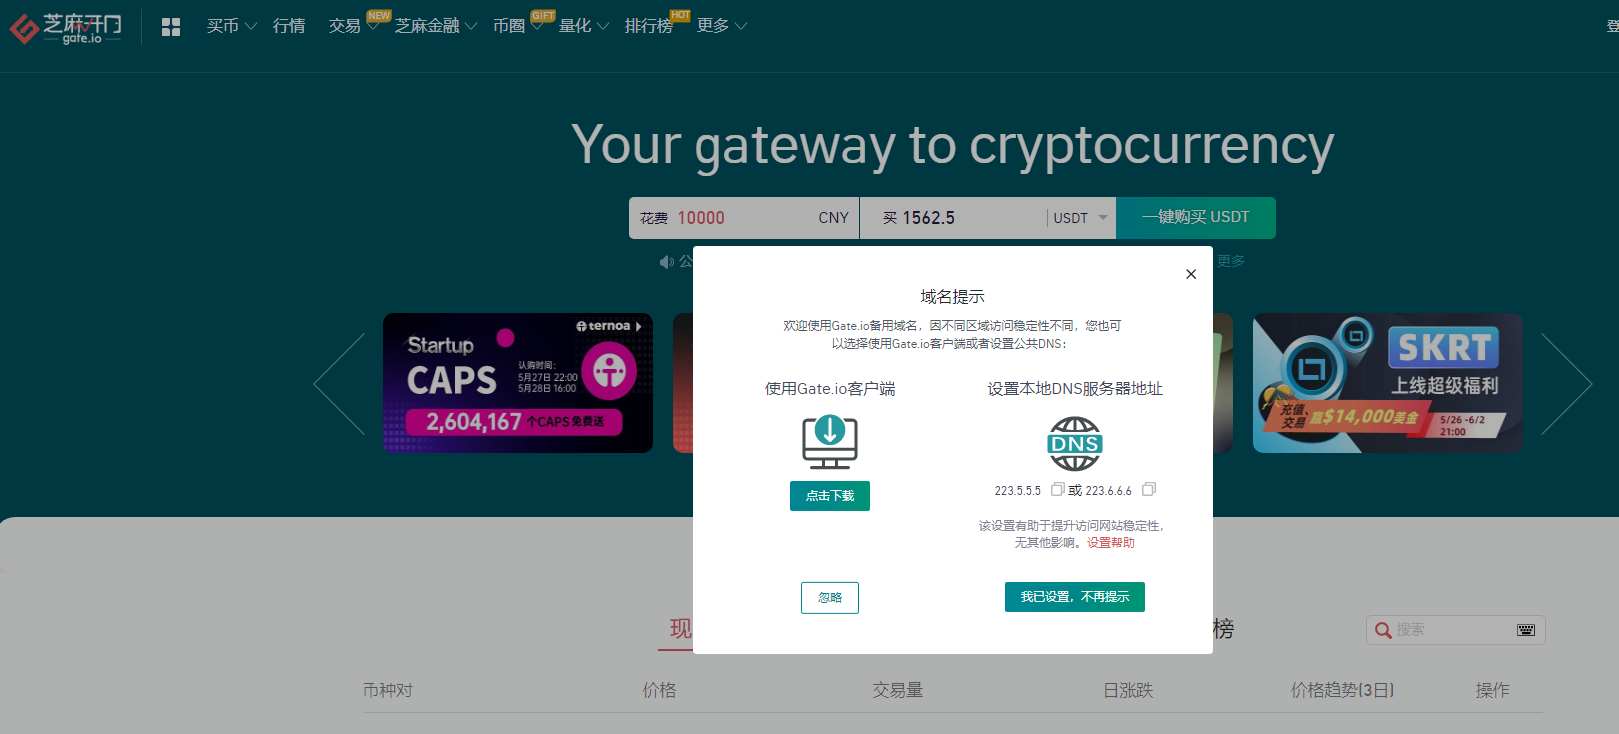 芝麻开门
gate.io
买币
行情
交易
NEW
芝麻金融
币圈
GIFT
量化
排行榜
HOT
更多
登
Your gateway to cryptocurrency
花费 10000 CNY
买 1562.5 USDT
一键购买 USDT
公
更多
ternoa
Startup
CAPS
认购时间:
5月27日 22:00
5月28日 16:00
2,604,167 个CAPS免费送
SKRT
上线超级福利
充值、
交易
赢$14,000美金
5/26 -6/2
21:00
域名提示
欢迎使用Gate.io备用域名，因不同区域访问稳定性不同，您也可
以选择使用Gate.io客户端或者设置公共DNS：
使用Gate.io客户端
点击下载
忽略
设置本地DNS服务器地址
DNS
223.5.5.5 或 223.6.6.6
该设置有助于提升访问网站稳定性，
无其他影响。设置帮助
我已设置，不再提示
现
榜
搜索
币种对
价格
交易量
日涨跌
价格趋势(3日)
操作